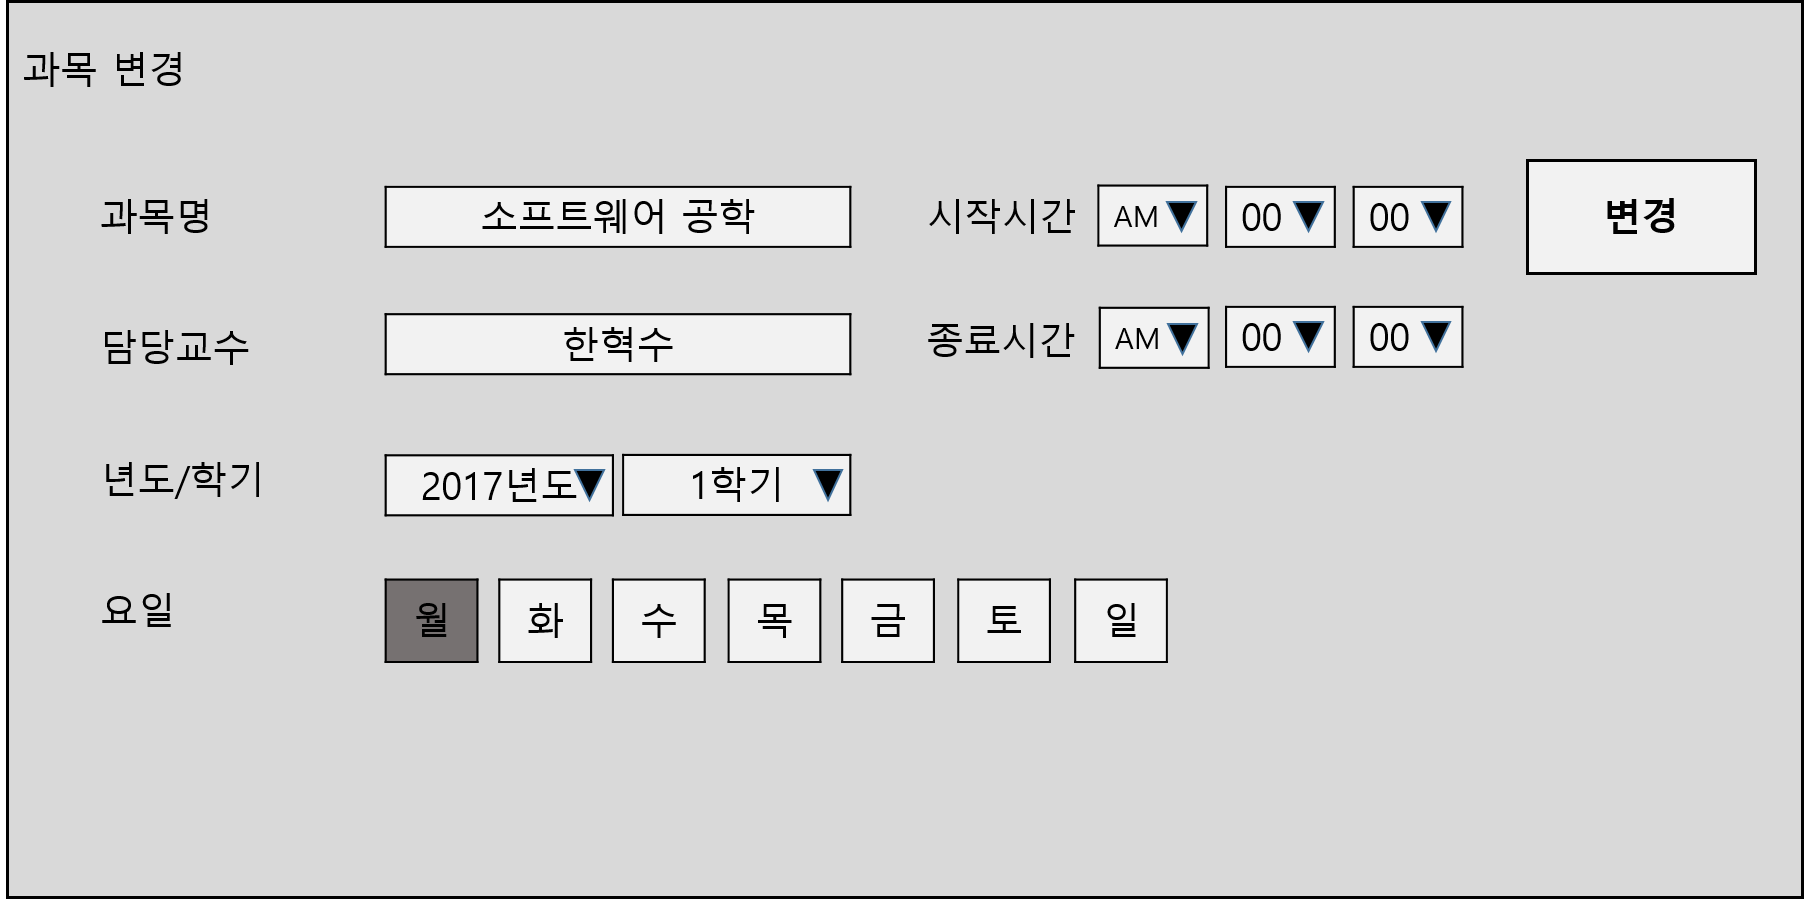 과목 변경
과목명 소프트웨어 공학 시작시간 AM 00 00 변경
담당교수 한혁수 종료시간 AM 00 00
년도/학기 2017년도 1학기
요일 월 화 수 목 금 토 일